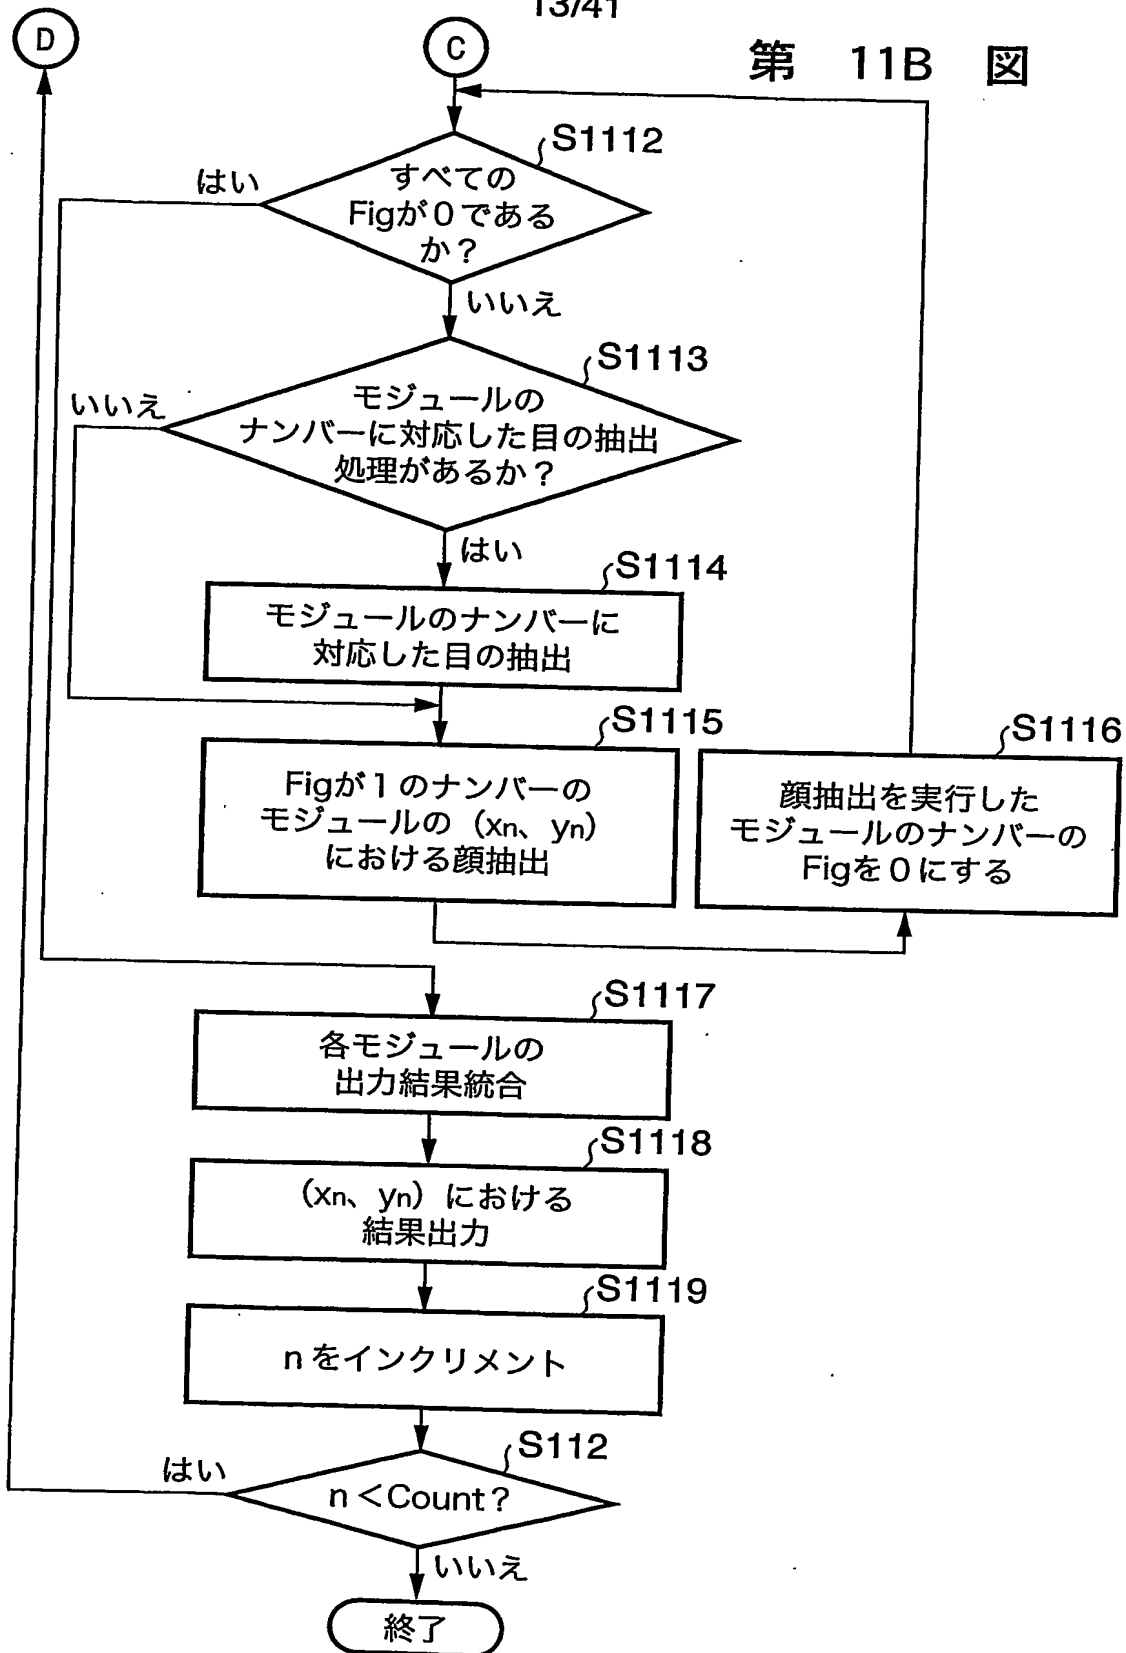 13/41
第 11B 図
D
C
S1112
すべての
Figが0である
か?
はい
いいえ
S1113
モジュールの
ナンバーに対応した目の抽出
処理があるか?
いいえ
はい
S1114
モジュールのナンバーに
対応した目の抽出
S1115
Figが1のナンバーの
モジュールの(xn、yn)
における顔抽出
S1116
顔抽出を実行した
モジュールのナンバーの
Figを0にする
S1117
各モジュールの
出力結果統合
S1118
(xn、yn)における
結果出力
S1119
nをインクリメント
S112
n<Count?
はい
いいえ
終了